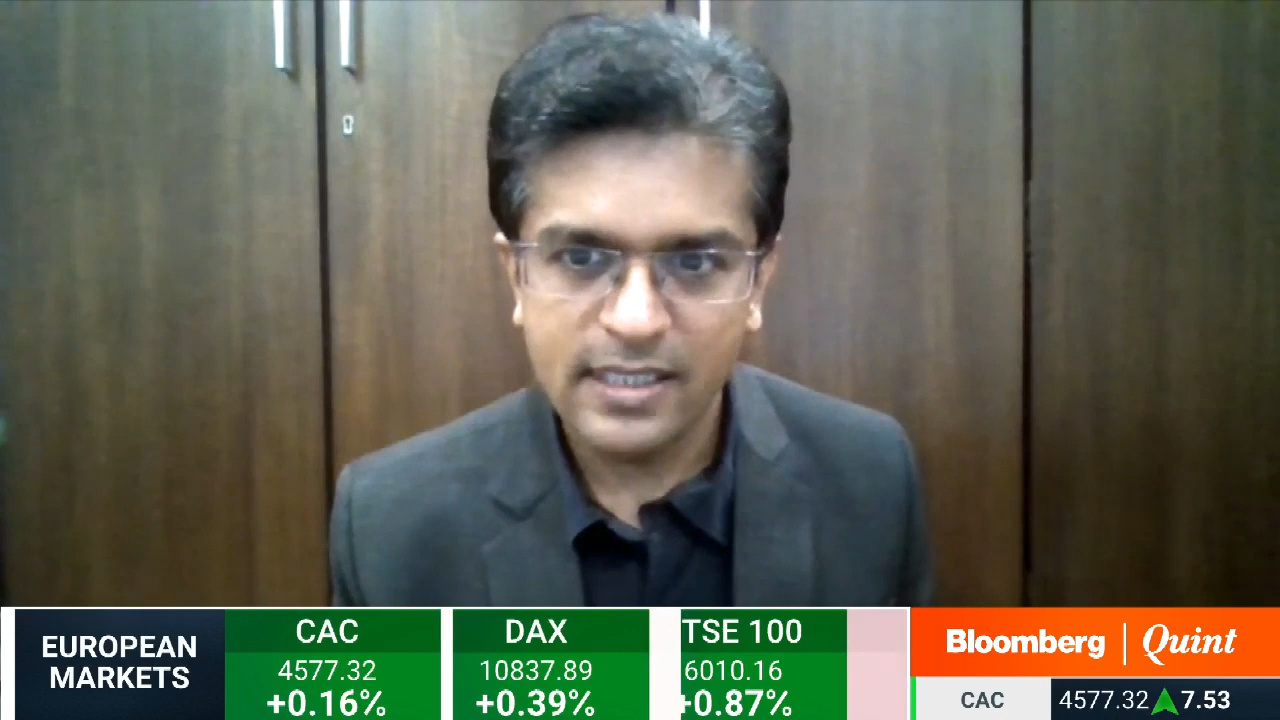 EUROPEAN
MARKETS
CAC
4577.32
+0.16%
DAX
10837.89
+0.39%
TSE 100
6010.16
+0.87%
Bloomberg | Quint
CAC 4577.32 7.53